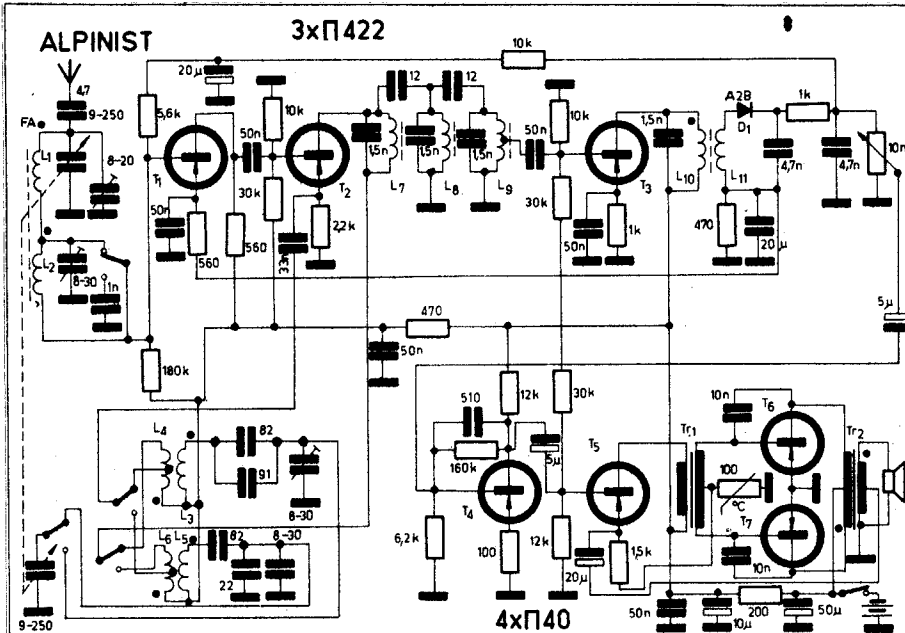 3xП422
ALPINIST
10k
20µ
4,7
12
12
9-250
A2B
1k
5,6k
10k
50n
50n
10k
1,5n
D1
FA
1,5n
1,5n
1,5n
4,7n
4,7n
10n
L1
8-20
T1
T2
L7
L8
L9
T3
L10
L11
50n
30k
30k
2,2k
560
560
33n
50n
1k
470
20µ
L2
8-30
1n
470
5µ
180k
50n
12k
30k
10n
T6
510
L4
82
5µ
T5
Tr.1
Tr2
160k
100
91
°C
T4
L3
8-30
T7
6,2k
12k
L6
L5
82
8-30
100
1,5k
10n
22
20µ
9-250
4xП40
50n
10µ
200
50µ